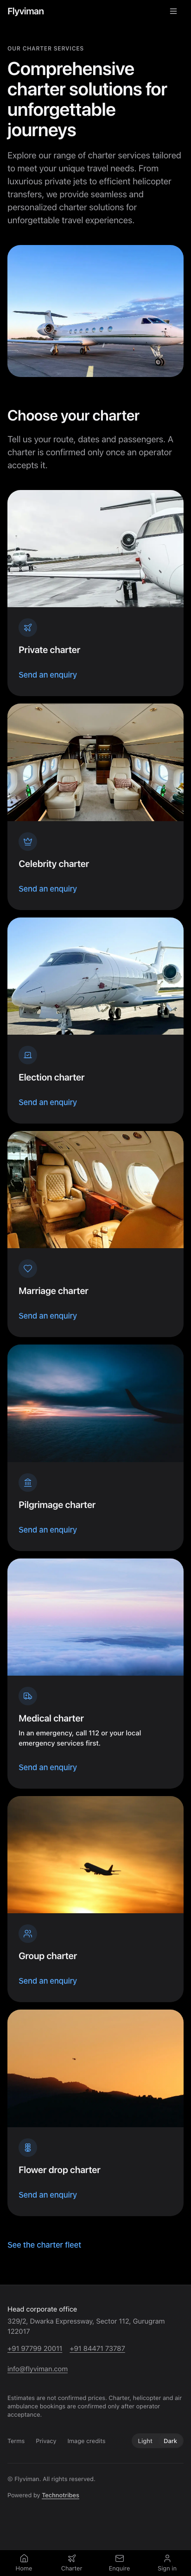 Flyviman
OUR CHARTER SERVICES
Comprehensive
charter solutions for
unforgettable
journeys
Explore our range of charter services tailored
to meet your unique travel needs. From
luxurious private jets to efficient helicopter
transfers, we provide seamless and
personalized charter solutions for
unforgettable travel experiences.
Choose your charter
Tell us your route, dates and passengers. A
charter is confirmed only once an operator
accepts it.
Private charter
Send an enquiry
Celebrity charter
Send an enquiry
Election charter
Send an enquiry
Marriage charter
Send an enquiry
Pilgrimage charter
Send an enquiry
Medical charter
In an emergency, call 112 or your local
emergency services first.
Send an enquiry
Group charter
Send an enquiry
Flower drop charter
Send an enquiry
See the charter fleet
Head corporate office
329/2, Dwarka Expressway, Sector 112, Gurugram
122017
+91 97799 20011 +91 84471 73787
info@flyviman.com
Estimates are not confirmed prices. Charter, helicopter and air
ambulance bookings are confirmed only after operator
acceptance.
Terms Privacy Image credits Light Dark
© Flyviman. All rights reserved.
Powered by Technotribes
Home Charter Enquire Sign in